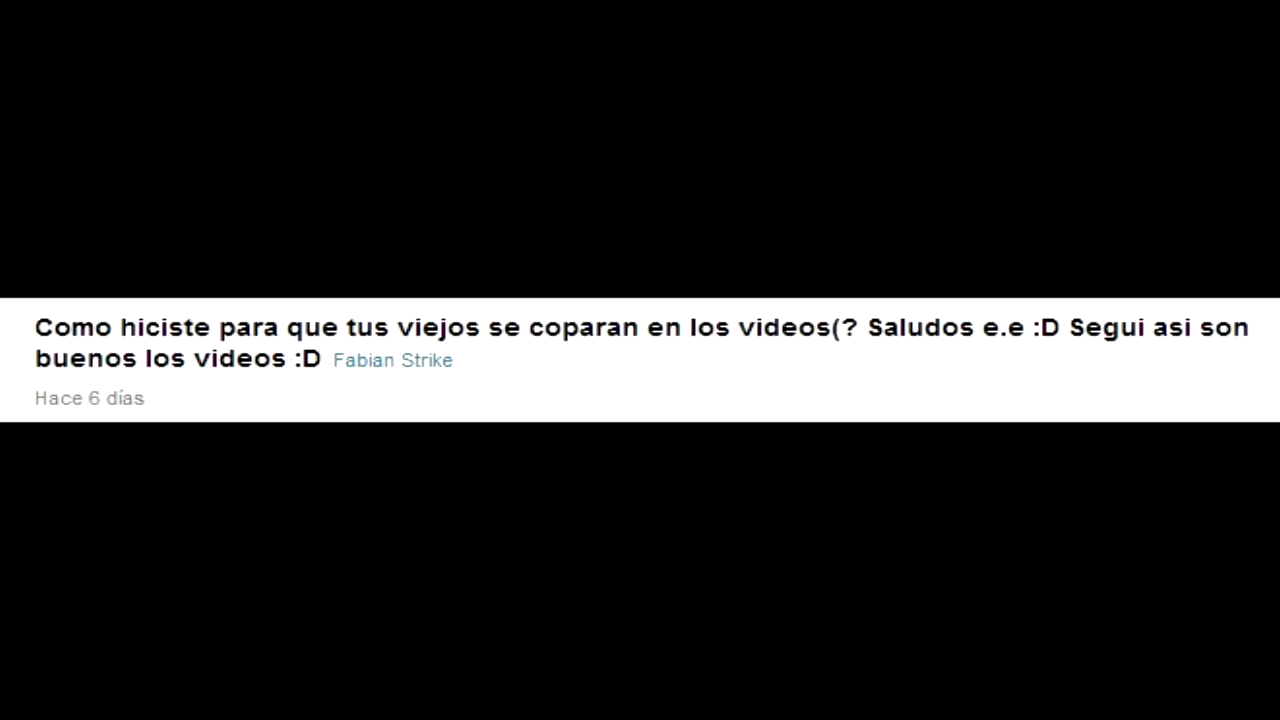 Como hiciste para que tus viejos se coparan en los videos(? Saludos e.e :D Segui asi son
buenos los videos :D Fabian Strike
Hace 6 días